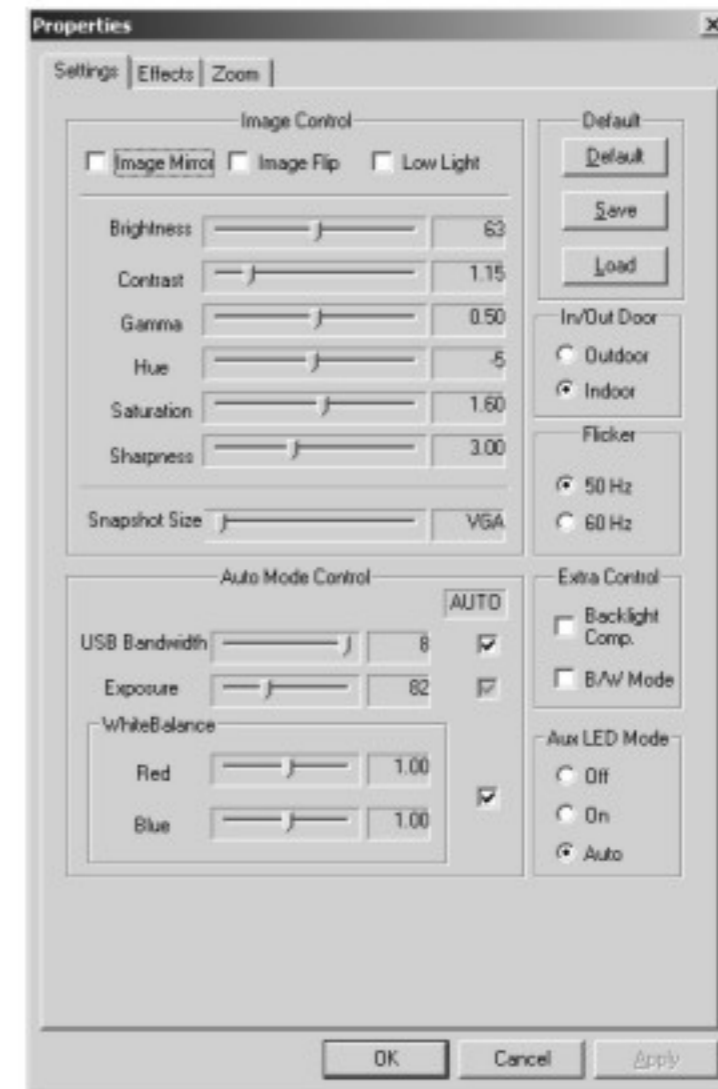 Properties
Settings Effects Zoom
Image Control
Image Mirror Image Flip Low Light
Brightness 63
Contrast 1.15
Gamma 0.50
Hue -5
Saturation 1.60
Sharpness 3.00
Snapshot Size VGA
Auto Mode Control
AUTO
USB Bandwidth 8
Exposure 82
WhiteBalance
Red 1.00
Blue 1.00
Default
Default
Save
Load
In/Out Door
Outdoor
Indoor
Flicker
50 Hz
60 Hz
Extra Control
Backlight
Comp.
B/W Mode
Aux LED Mode
Off
On
Auto
OK Cancel Apply